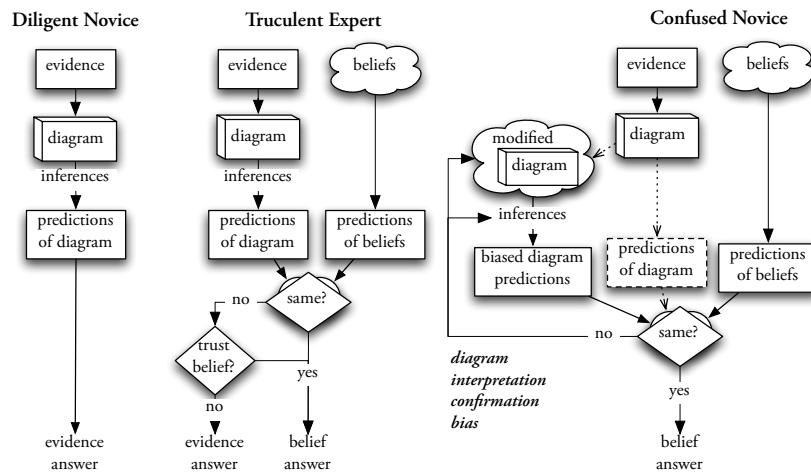 Diligent Novice
evidence
diagram
inferences
predictions
of diagram
evidence
answer
Truculent Expert
evidence
beliefs
diagram
inferences
predictions
of diagram
predictions
of beliefs
same?
no
trust
belief?
yes
no
evidence
answer
belief
answer
Confused Novice
evidence
beliefs
modified
diagram
diagram
inferences
biased diagram
predictions
predictions
of diagram
predictions
of beliefs
same?
no
diagram
interpretation
confirmation
bias
yes
belief
answer